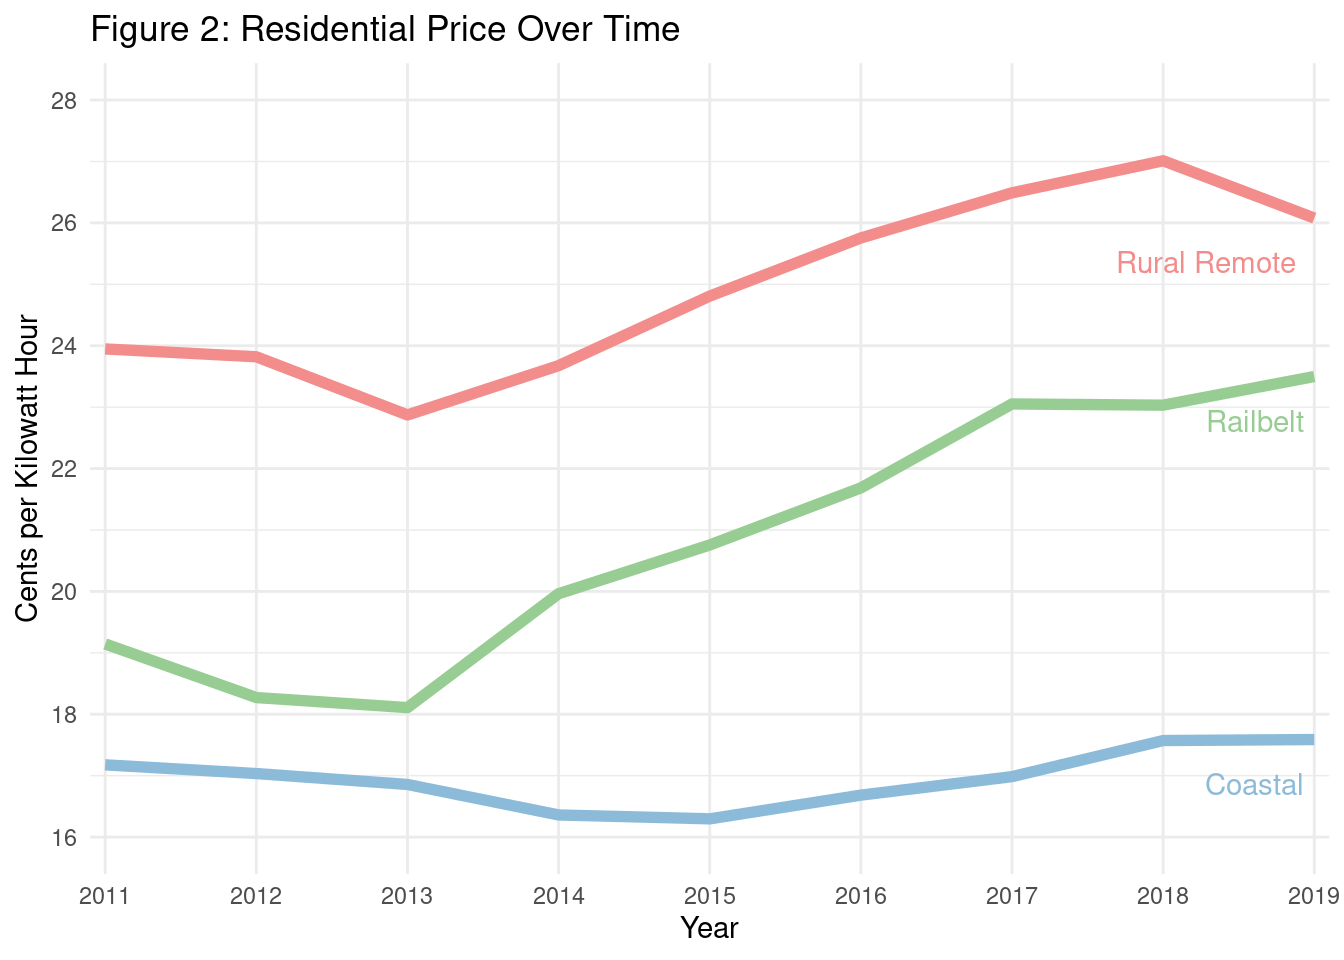 Figure 2: Residential Price Over Time
Cents per Kilowatt Hour
28
26
24
22
20
18
16
Rural Remote
Railbelt
Coastal
2011 2012 2013 2014 2015 2016 2017 2018 2019
Year